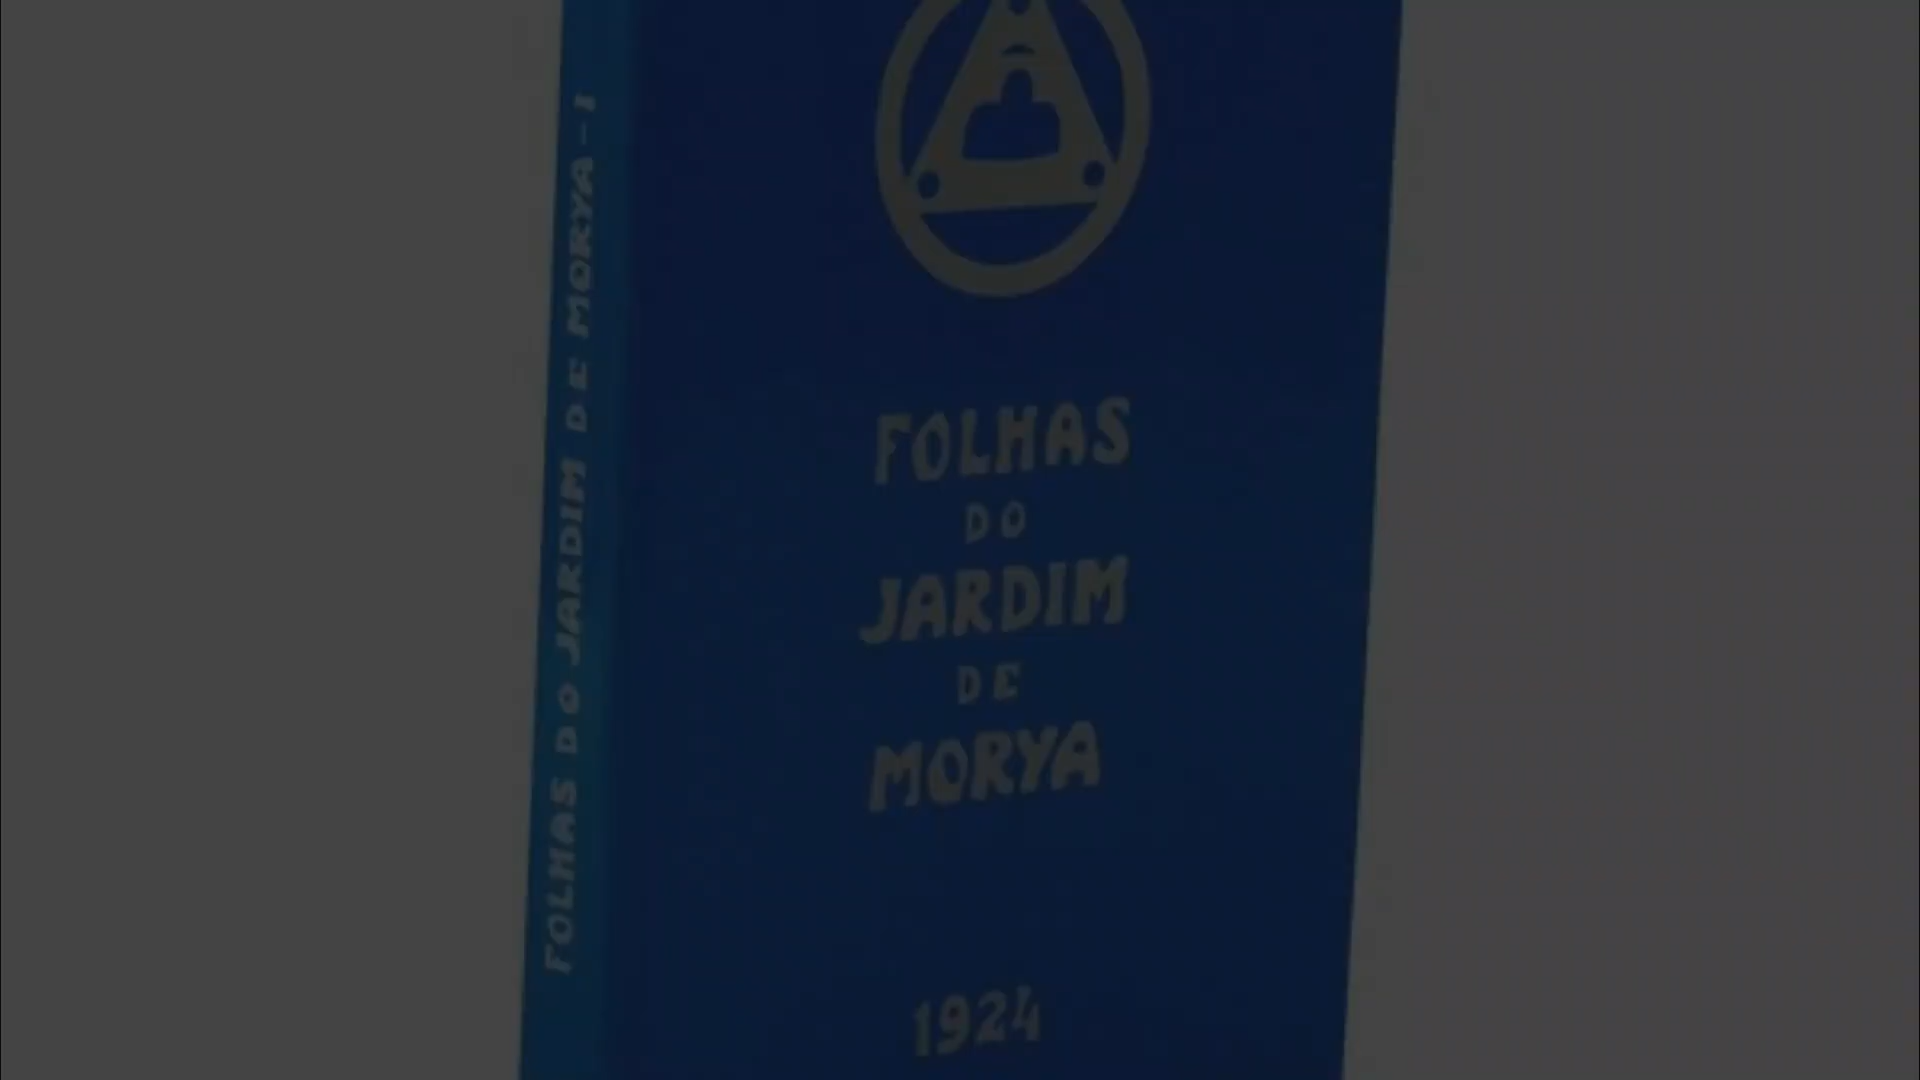 FOLHAS DO JARDIM DE MORYA-I
FOLHAS
DO
JARDIM
DE
MORYA
1924